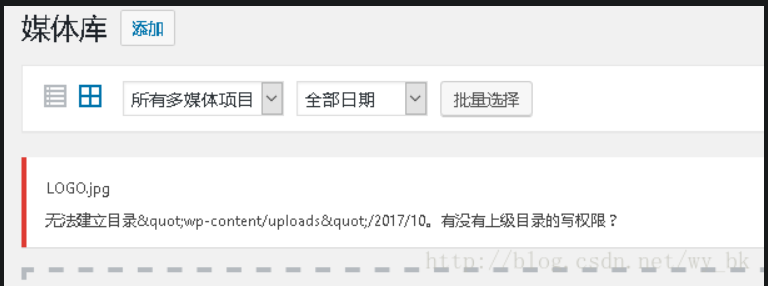 媒体库 添加
所有多媒体项目 全部日期 批量选择
LOGO.jpg
无法建立目录&quot;wp-content/uploads&quot;/2017/10。有没有上级目录的写权限？
http://blog.csdn.net/wy_bk